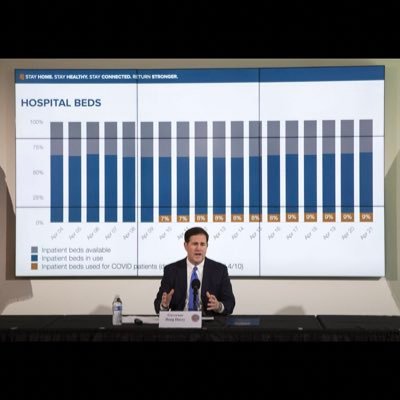 STAY HOME. STAY HEALTHY. STAY CONNECTED. RETURN STRONGER.
HOSPITAL BEDS
100%
75%
50%
25%
0%
7% 7% 8% 8% 8% 8% 8% 9% 9% 9% 9% 9%
Apr 04 Apr 05 Apr 06 Apr 07 Apr 08 Apr 09 Apr 10 Apr 11 Apr 12 Apr 13 Apr 14 Apr 15 Apr 16 Apr 17 Apr 18 Apr 19 Apr 20 Apr 21
Inpatient beds available
Inpatient beds in use
Inpatient beds used for COVID patients 4/10)
Governor
Doug Ducey